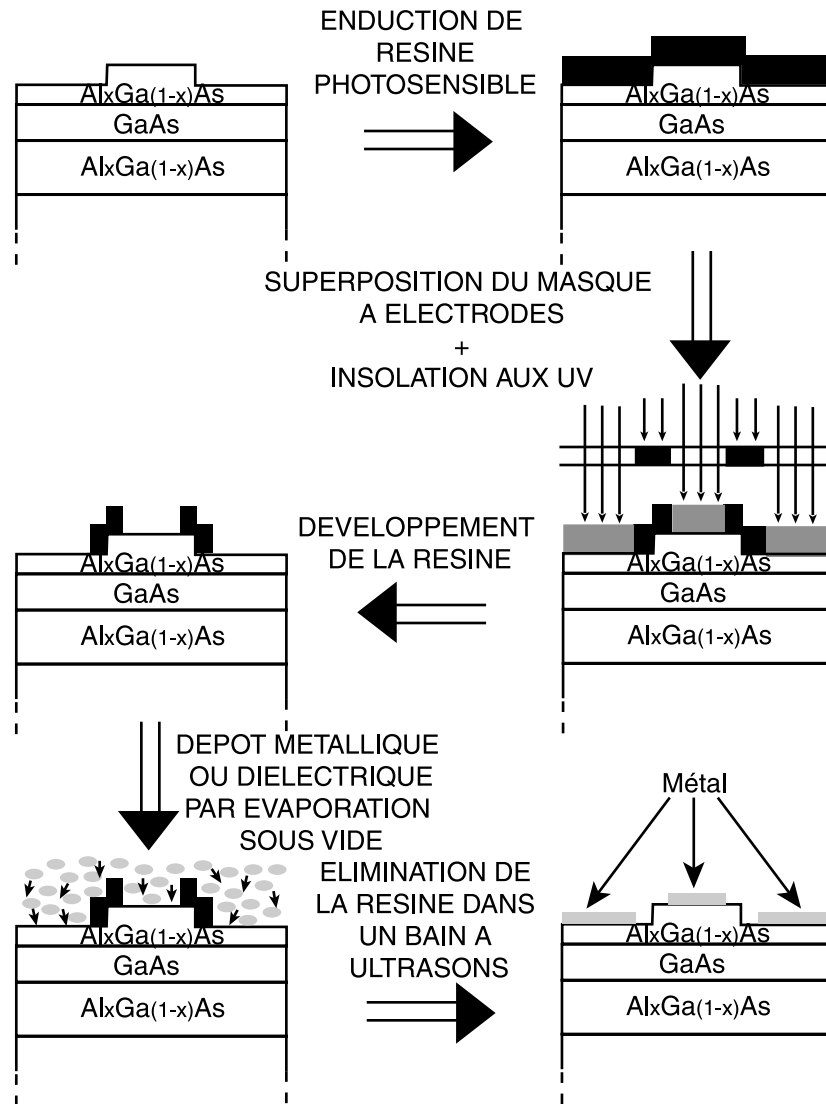 ENDUCTION DE
RESINE
PHOTOSENSIBLE
AlxGa(1-x)As
GaAs
AlxGa(1-x)As
AlxGa(1-x)As
GaAs
AlxGa(1-x)As
SUPERPOSITION DU MASQUE
A ELECTRODES
+
INSOLATION AUX UV
AlxGa(1-x)As
GaAs
AlxGa(1-x)As
DEVELOPPEMENT
DE LA RESINE
AlxGa(1-x)As
GaAs
AlxGa(1-x)As
DEPOT METALLIQUE
OU DIELECTRIQUE
PAR EVAPORATION
SOUS VIDE
AlxGa(1-x)As
GaAs
AlxGa(1-x)As
ELIMINATION DE
LA RESINE DANS
UN BAIN A
ULTRASONS
Métal
AlxGa(1-x)As
GaAs
AlxGa(1-x)As